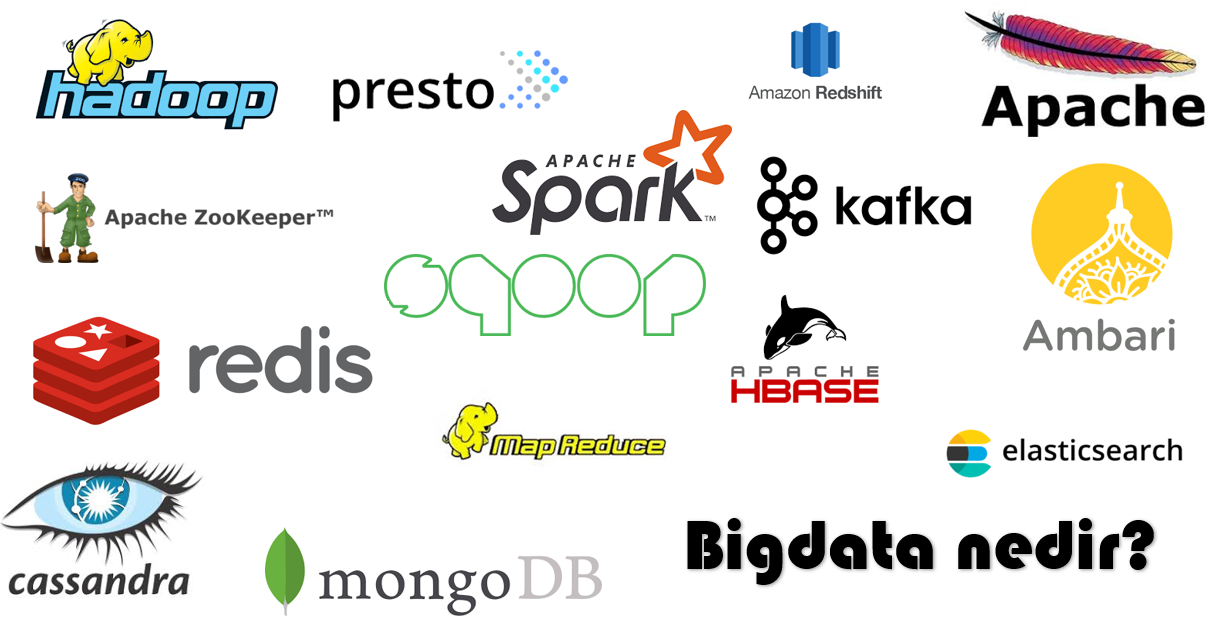 hadoop
presto
Amazon Redshift
Apache
APACHE
Spark™
kafka
Apache ZooKeeper™
sqoop
Ambari
redis
APACHE
HBASE
Map Reduce
elasticsearch
cassandra
mongoDB
Bigdata nedir?